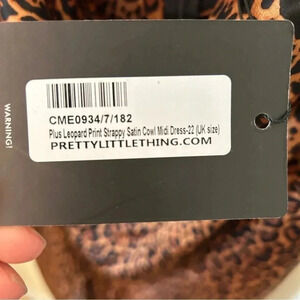 WARNING!
CME0934/7/182
Plus Leopard Print Strappy Satin Cowl Midi Dress-22 (UK size)
PRETTYLITTLETHING.COM